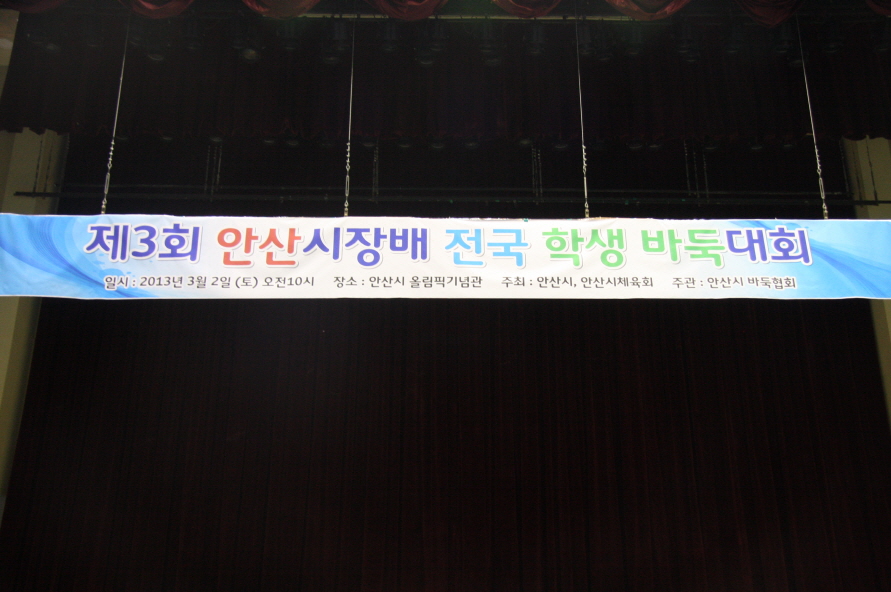 제3회 안산시장배 전국 학생 바둑대회
일시 : 2013년 3월 2일 (토) 오전10시 장소 : 안산시 올림픽기념관 주최 : 안산시, 안산시체육회 주관 : 안산시 바둑협회